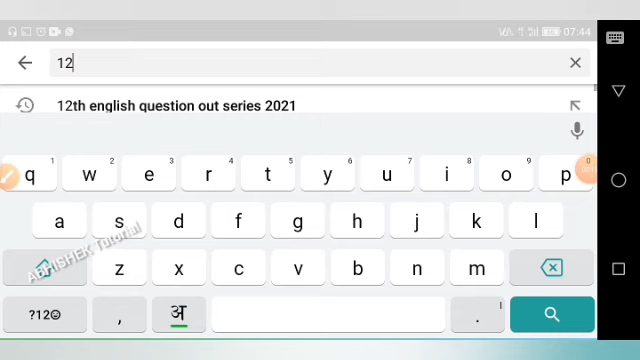 07:44
12
12th english question out series 2021
1 2 3 4 5 6 7 8 9 0
q w e r t y u i o p
a s d f g h j k l
ABHISHEK Tutorial
z x c v b n m
?12☺ , अ .